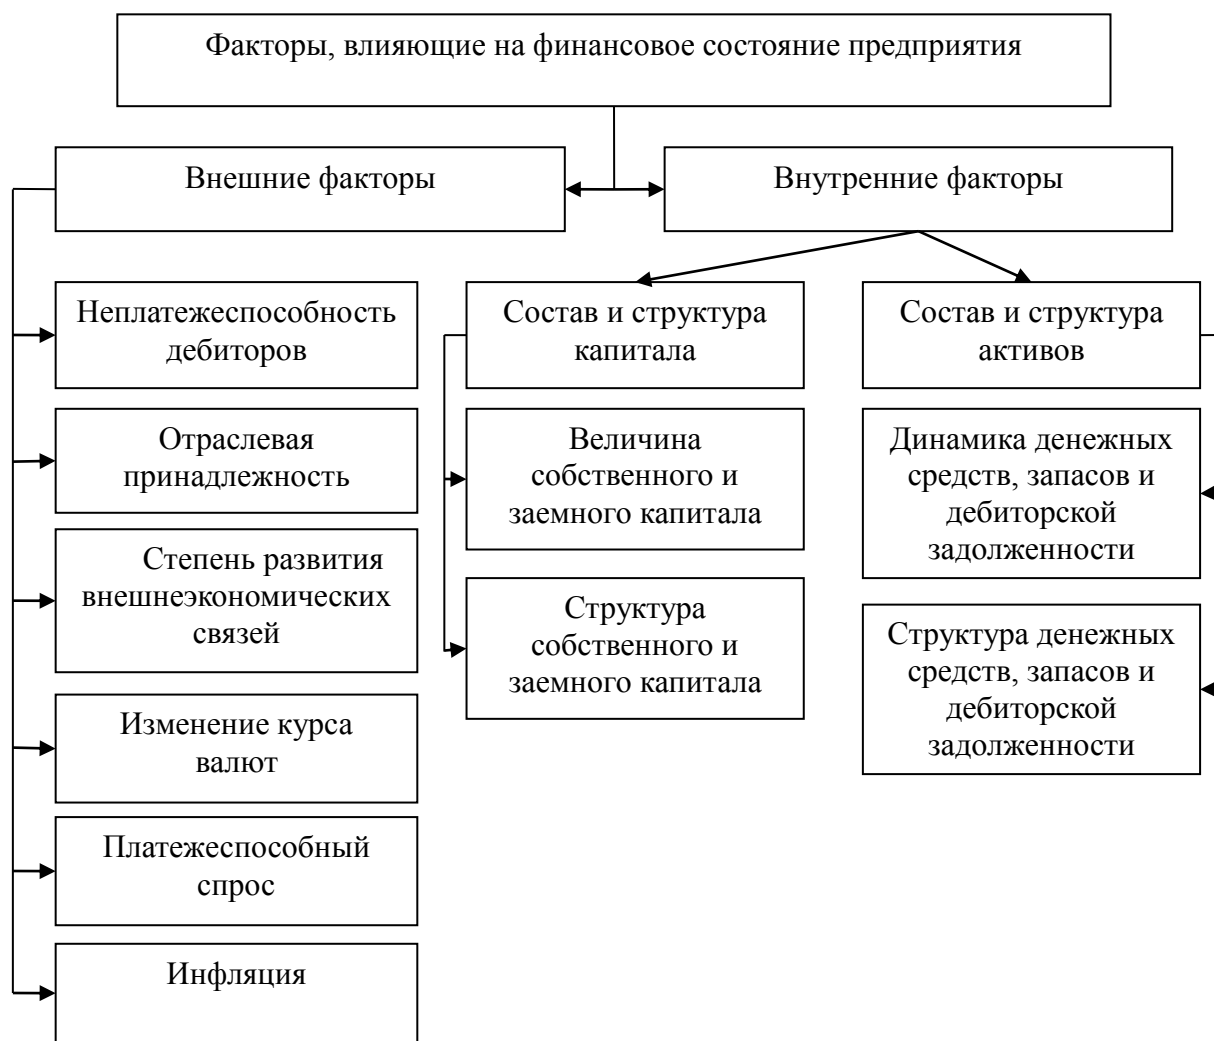 Факторы, влияющие на финансовое состояние предприятия
Внешние факторы
Внутренние факторы
Неплатежеспособность
дебиторов
Отраслевая
принадлежность
Степень развития
внешнеэкономических
связей
Изменение курса
валют
Платежеспособный
спрос
Инфляция
Состав и структура
капитала
Величина
собственного и
заемного капитала
Структура
собственного и
заемного капитала
Состав и структура
активов
Динамика денежных
средств, запасов и
дебиторской
задолженности
Структура денежных
средств, запасов и
дебиторской
задолженности